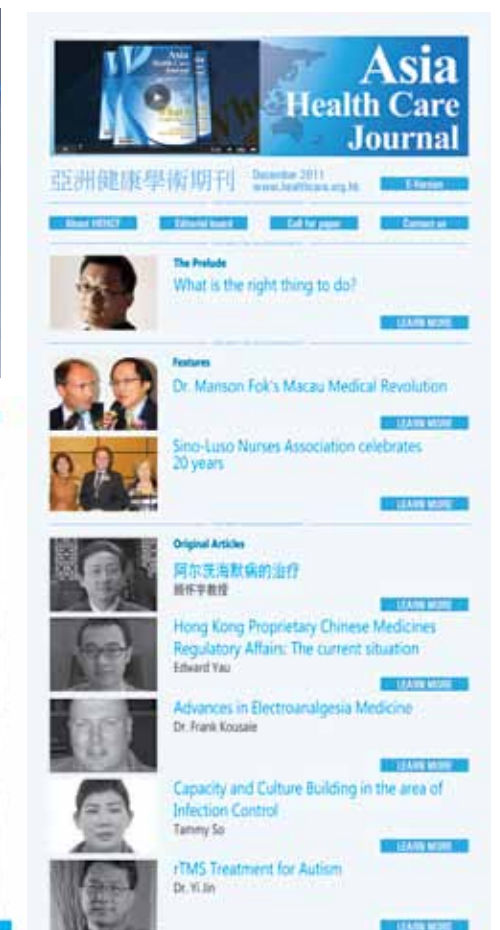 Asia
Health Care
Journal
亞洲健康學術期刊
December 2011
www.healthcare.org.hk
E-Version
About HEHCT
Editorial board
Call for paper
Contact us
The Prelude
What is the right thing to do?
LEARN MORE
Features
Dr. Manson Fok's Macau Medical Revolution
LEARN MORE
Sino-Luso Nurses Association celebrates
20 years
LEARN MORE
Original Articles
阿尔茨海默病的治疗
顾怀宇教授
LEARN MORE
Hong Kong Proprietary Chinese Medicines
Regulatory Affairs: The current situation
Edward Yau
LEARN MORE
Advances in Electroanalgesia Medicine
Dr. Frank Kousaie
LEARN MORE
Capacity and Culture Building in the area of
Infection Control
Tammy So
LEARN MORE
rTMS Treatment for Autism
Dr. Yi Jin
LEARN MORE